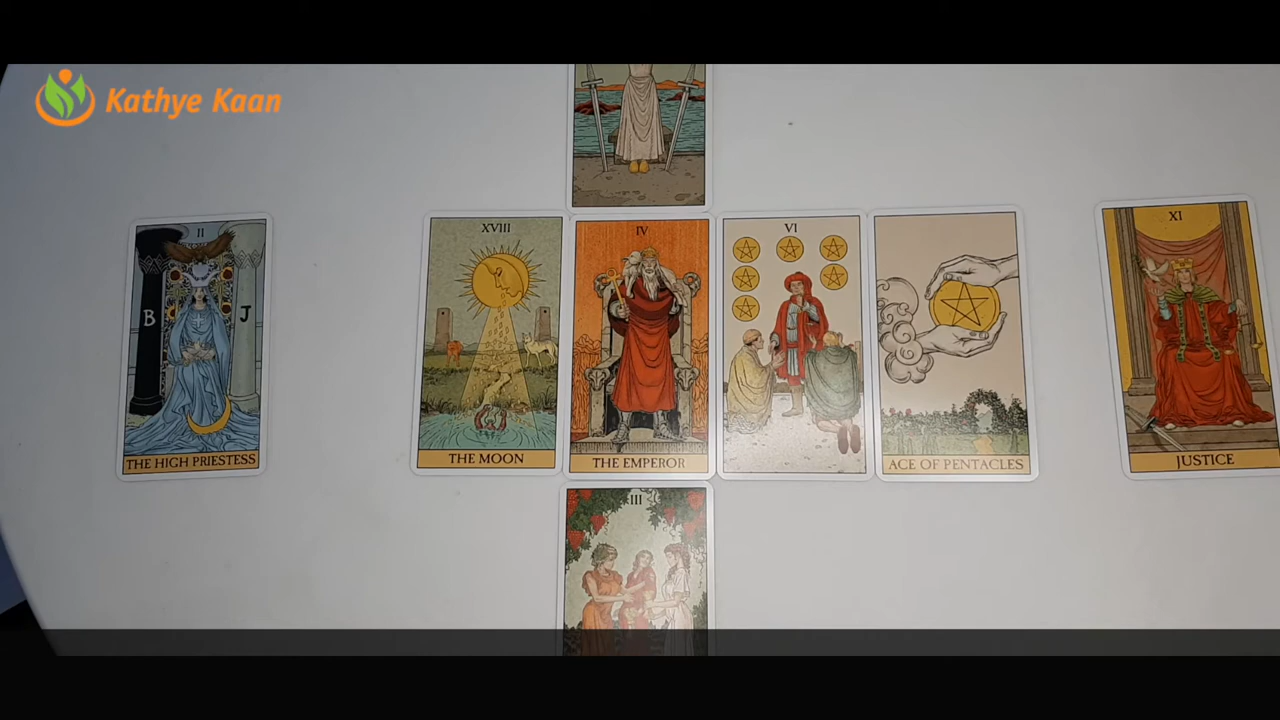 Kathye Kaan
II
B
J
THE HIGH PRIESTESS
XVIII
THE MOON
IV
THE EMPEROR
VI
ACE OF PENTACLES
XI
JUSTICE
III